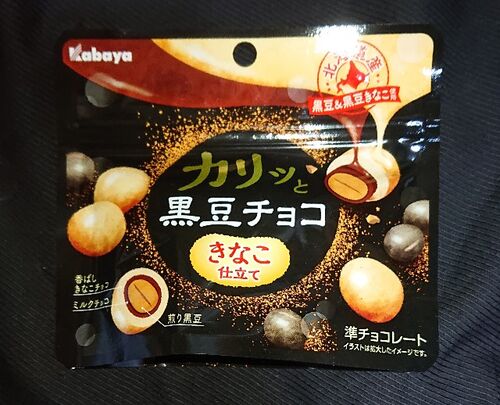 Kabaya
北海道産
黒豆&黒豆きなこ使用
カリッと
黒豆チョコ
きなこ
仕立て
香ばし
きなこチョコ
ミルクチョコ
煎り黒豆
準チョコレート
イラストは拡大したイメージです。